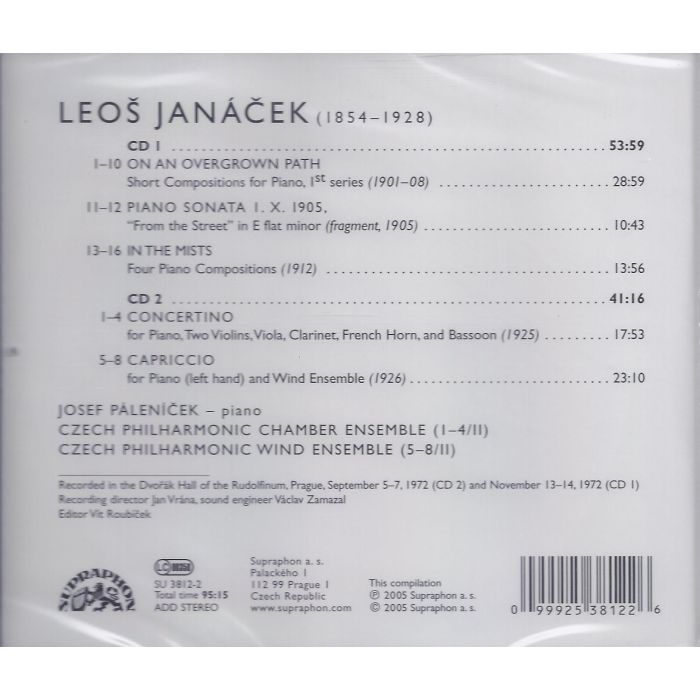 LEOŠ JANÁČEK (1854–1928)
CD 1 ........................................ 53:59
1–10 ON AN OVERGROWN PATH
Short Compositions for Piano, 1st series (1901–08) .................... 28:59
11–12 PIANO SONATA 1. X. 1905,
"From the Street" in E flat minor (fragment, 1905) .................... 10:43
13–16 IN THE MISTS
Four Piano Compositions (1912) .................... 13:56
CD 2 ........................................ 41:16
1–4 CONCERTINO
for Piano, Two Violins, Viola, Clarinet, French Horn, and Bassoon (1925) ......... 17:53
5–8 CAPRICCIO
for Piano (left hand) and Wind Ensemble (1926) .................... 23:10
JOSEF PÁLENÍČEK – piano
CZECH PHILHARMONIC CHAMBER ENSEMBLE (1–4/II)
CZECH PHILHARMONIC WIND ENSEMBLE (5–8/II)
Recorded in the Dvořák Hall of the Rudolfinum, Prague, September 5–7, 1972 (CD 2) and November 13–14, 1972 (CD 1)
Recording director Jan Vrána, sound engineer Václav Zamazal
Editor Vít Roubíček
SUPRAPHON
LC 00358
SU 3812-2
Total time 95:15
ADD STEREO
Supraphon a. s.
Palackého 1
112 99 Prague 1
Czech Republic
www.supraphon.com
This compilation
℗ 2005 Supraphon a. s.
© 2005 Supraphon a. s.
0 99925 38122 6